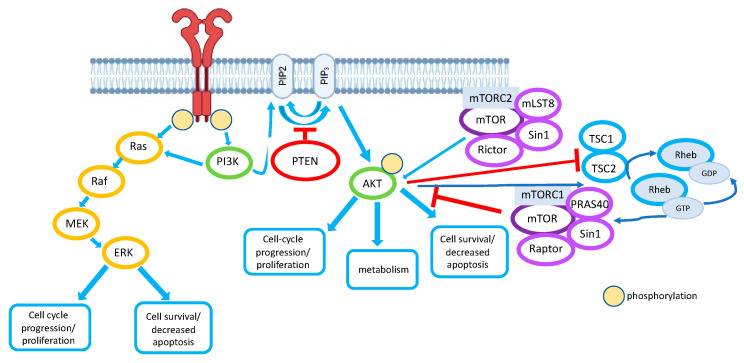 PIP2
PIP3
mTORC2
mLST8
mTOR
Sin1
Rictor
TSC1
TSC2
Rheb
GDP
Rheb
GTP
Ras
PI3K
PTEN
AKT
Raf
MEK
ERK
mTORC1
PRAS40
mTOR
Sin1
Raptor
Cell-cycle
progression/
proliferation
metabolism
Cell survival/
decreased
apoptosis
phosphorylation
Cell cycle
progression/
proliferation
Cell survival/
decreased
apoptosis